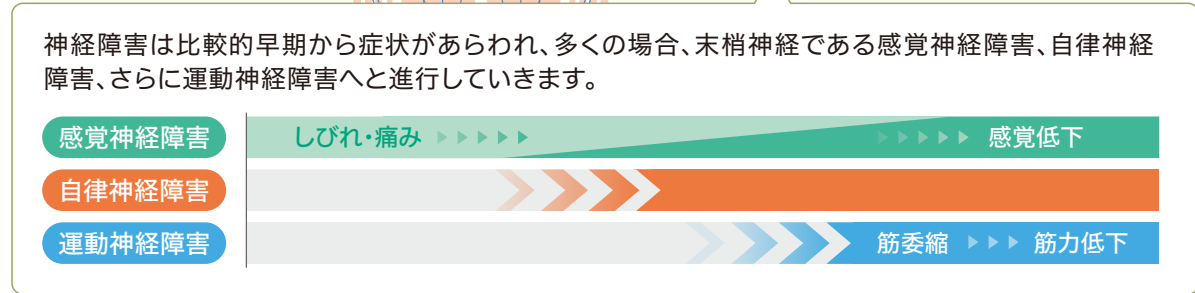 神経障害は比較的早期から症状があらわれ、多くの場合、末梢神経である感覚神経障害、自律神経
障害、さらに運動神経障害へと進行していきます。
感覚神経障害 しびれ・痛み 感覚低下
自律神経障害
運動神経障害 筋委縮 筋力低下